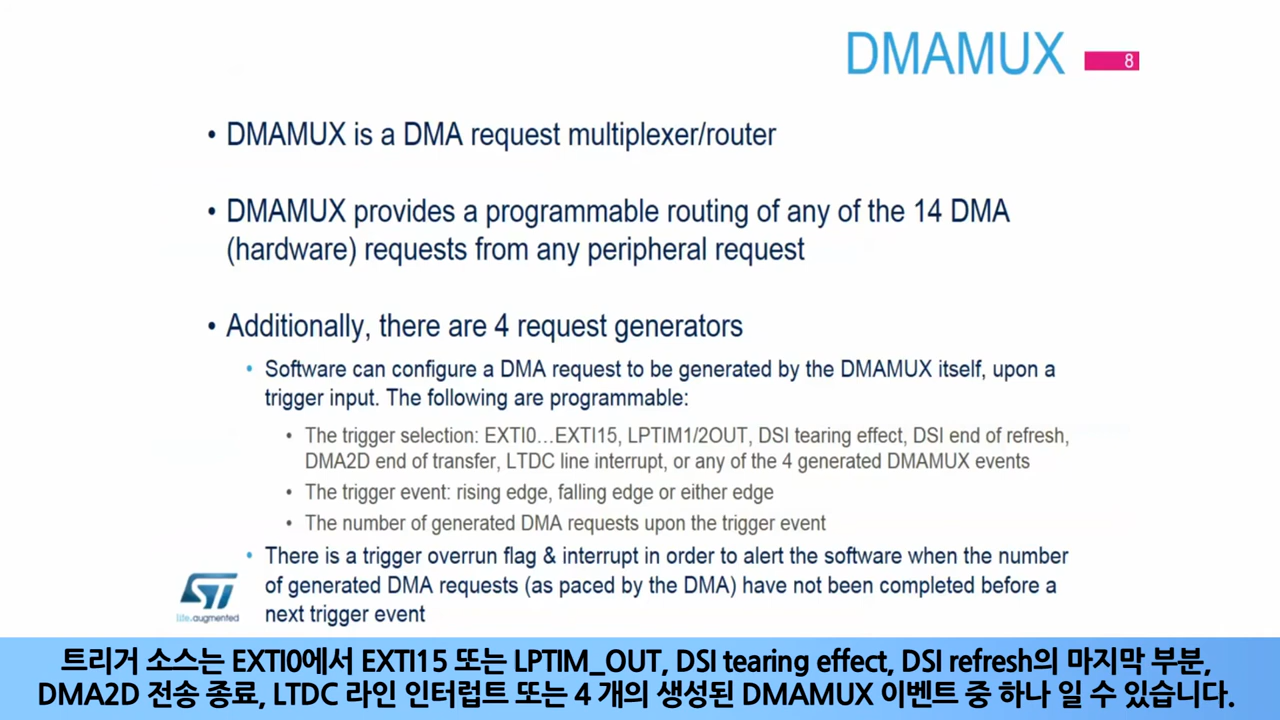 DMAMUX
8
• DMAMUX is a DMA request multiplexer/router
• DMAMUX provides a programmable routing of any of the 14 DMA
(hardware) requests from any peripheral request
• Additionally, there are 4 request generators
• Software can configure a DMA request to be generated by the DMAMUX itself, upon a
trigger input. The following are programmable:
• The trigger selection: EXTI0…EXTI15, LPTIM1/2OUT, DSI tearing effect, DSI end of refresh,
DMA2D end of transfer, LTDC line interrupt, or any of the 4 generated DMAMUX events
• The trigger event: rising edge, falling edge or either edge
• The number of generated DMA requests upon the trigger event
• There is a trigger overrun flag & interrupt in order to alert the software when the number
of generated DMA requests (as paced by the DMA) have not been completed before a
next trigger event
ST
life.augmented
트리거 소스는 EXTI0에서 EXTI15 또는 LPTIM_OUT, DSI tearing effect, DSI refresh의 마지막 부분,
DMA2D 전송 종료, LTDC 라인 인터럽트 또는 4 개의 생성된 DMAMUX 이벤트 중 하나 일 수 있습니다.